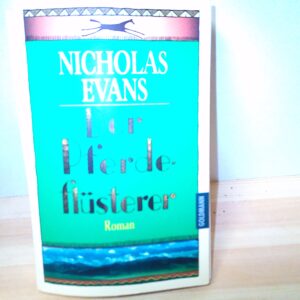 NICHOLAS
EVANS
Der
Pferde-
flüsterer
Roman
GOLDMANN